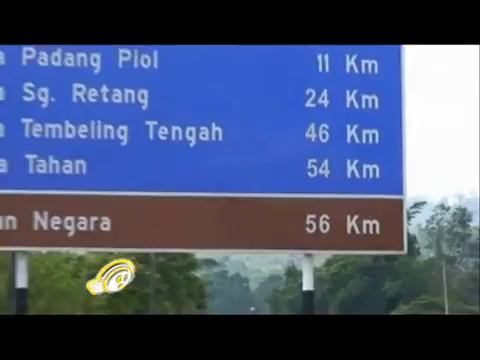 Padang Piol 11 Km
Sg. Retang 24 Km
Tembeling Tengah 46 Km
Tahan 54 Km
Negara 56 Km